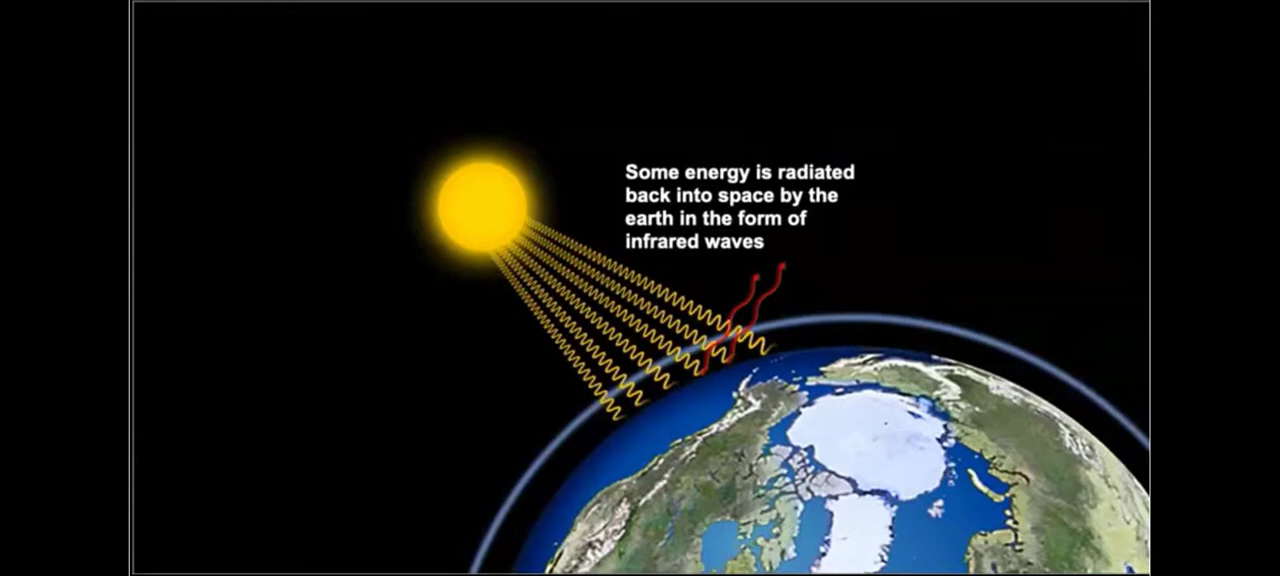 Some energy is radiated
back into space by the
earth in the form of
infrared waves